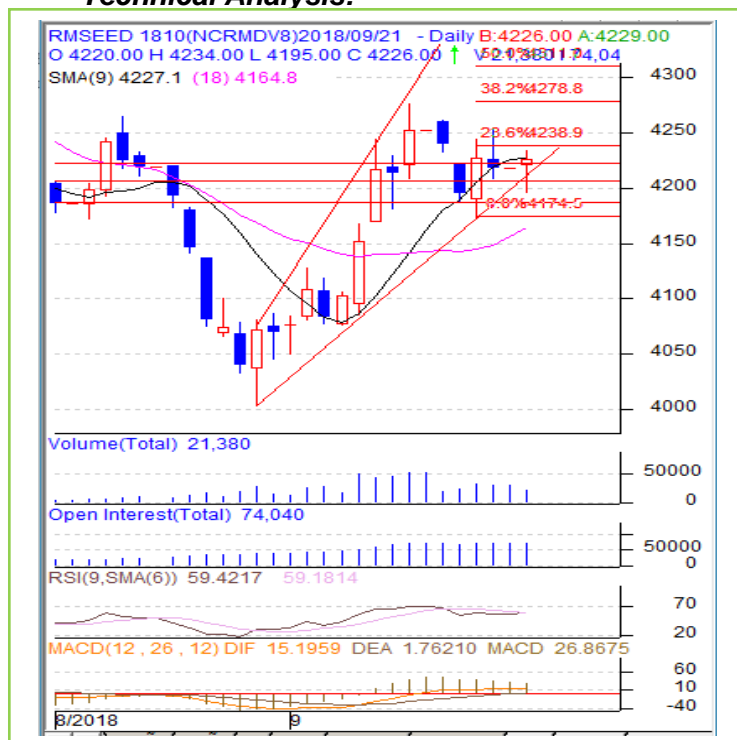 Technical Analysis:
RMSEED 1810(NCRMDV8)2018/09/21 - Daily B:4226.00 A:4229.00
O 4220.00 H 4234.00 L 4195.00 C 4226.00
SMA(9) 4227.1 (18) 4164.8
4300
38.2%4278.8
4250
23.6%4238.9
4200
0.0%4174.5
4150
4100
4050
4000
Volume(Total) 21,380
50000
0
Open Interest(Total) 74,040
50000
0
RSI(9,SMA(6)) 59.4217 59.1814
70
20
MACD(12 , 26 , 12) DIF 15.1959 DEA 1.76210 MACD 26.8675
60
10
-40
8/2018 9